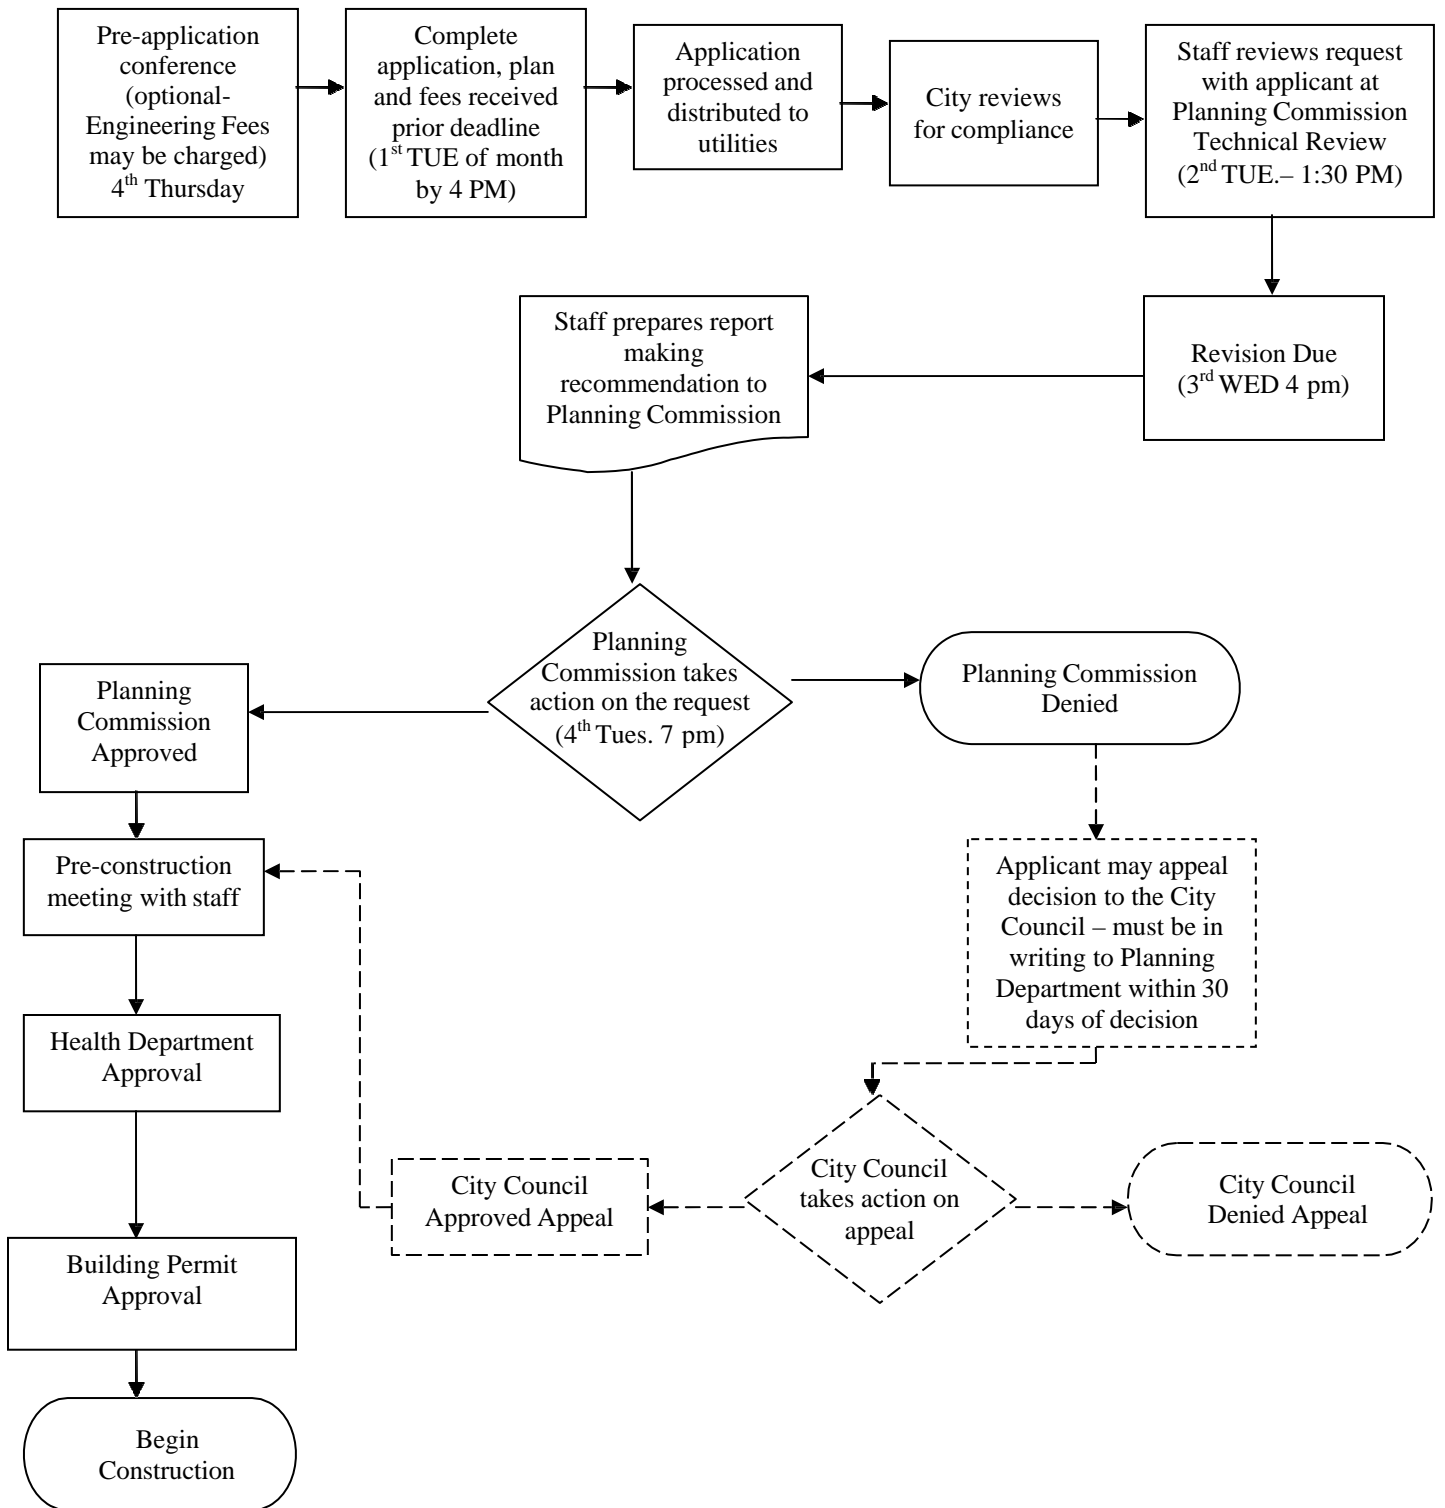 Pre-application
conference
(optional-
Engineering Fees
may be charged)
4th Thursday
Complete
application, plan
and fees received
prior deadline
(1st TUE of month
by 4 PM)
Application
processed and
distributed to
utilities
City reviews
for compliance
Staff reviews request
with applicant at
Planning Commission
Technical Review
(2nd TUE.– 1:30 PM)
Revision Due
(3rd WED 4 pm)
Staff prepares report
making
recommendation to
Planning Commission
Planning
Commission takes
action on the request
(4th Tues. 7 pm)
Planning Commission
Denied
Planning
Commission
Approved
Pre-construction
meeting with staff
Applicant may appeal
decision to the City
Council – must be in
writing to Planning
Department within 30
days of decision
Health Department
Approval
City Council
takes action on
appeal
City Council
Approved Appeal
City Council
Denied Appeal
Building Permit
Approval
Begin
Construction